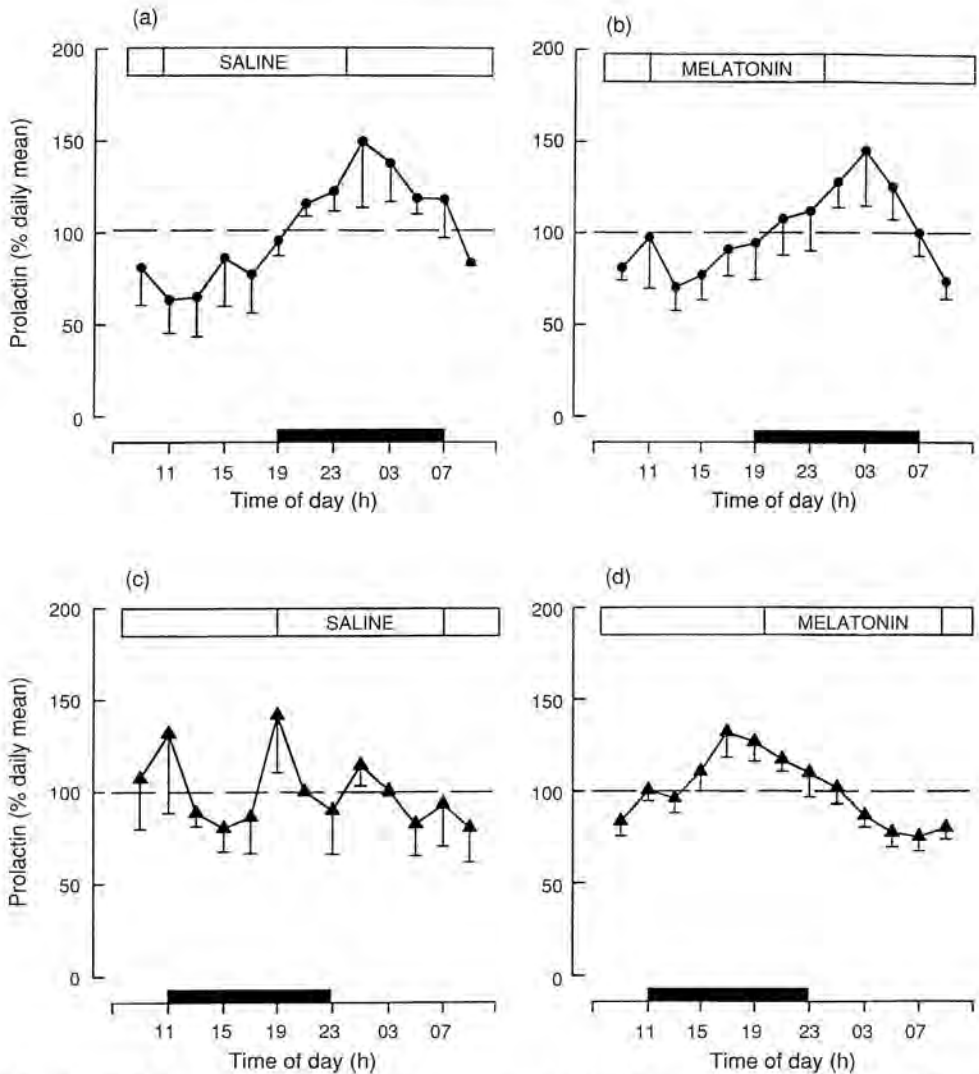 (a)
200
SALINE
150
100
50
0
Prolactin (% daily mean)
11 15 19 23 03 07
Time of day (h)
(b)
200
MELATONIN
150
100
50
0
11 15 19 23 03 07
Time of day (h)
(c)
200
SALINE
150
100
50
0
Prolactin (% daily mean)
11 15 19 23 03 07
Time of day (h)
(d)
200
MELATONIN
150
100
50
0
11 15 19 23 03 07
Time of day (h)